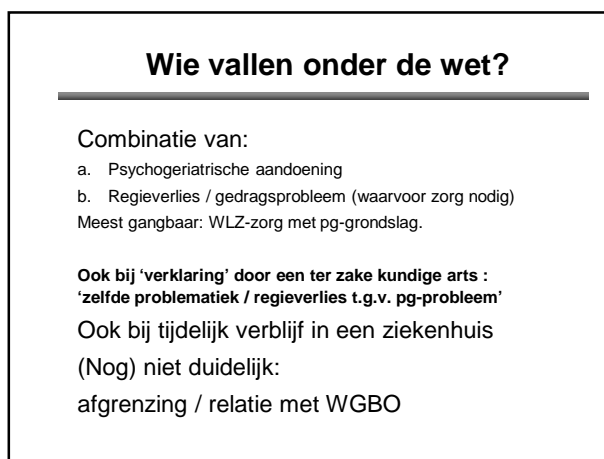 Wie vallen onder de wet?
Combinatie van:
a. Psychogeriatrische aandoening
b. Regieverlies / gedragsprobleem (waarvoor zorg nodig)
Meest gangbaar: WLZ-zorg met pg-grondslag.
Ook bij ‘verklaring’ door een ter zake kundige arts :
‘zelfde problematiek / regieverlies t.g.v. pg-probleem’
Ook bij tijdelijk verblijf in een ziekenhuis
(Nog) niet duidelijk:
afgrenzing / relatie met WGBO